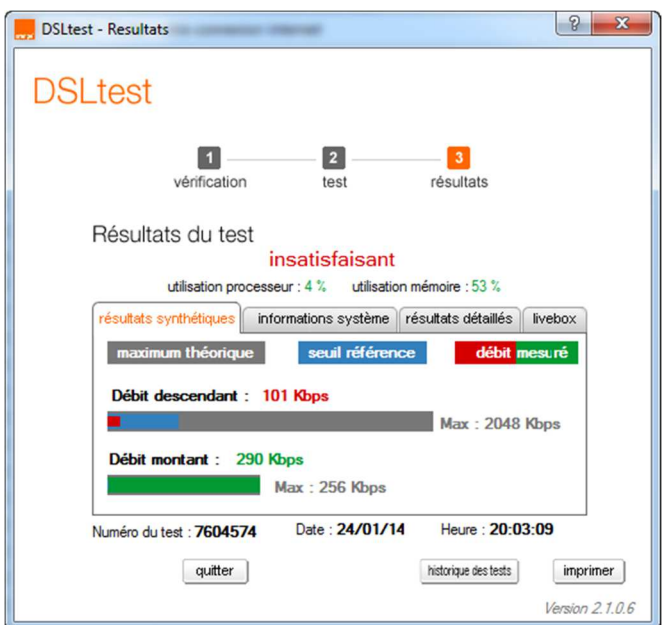 DSLtest - Resultats
DSLtest
1 2 3
vérification test résultats
Résultats du test
insatisfaisant
utilisation processeur : 4 % utilisation mémoire : 53 %
résultats synthétiques informations système résultats détaillés livebox
maximum théorique seuil référence débit mesuré
Débit descendant : 101 Kbps
Max : 2048 Kbps
Débit montant : 290 Kbps
Max : 256 Kbps
Numéro du test : 7604574 Date : 24/01/14 Heure : 20:03:09
quitter historique des tests imprimer
Version 2.1.0.6